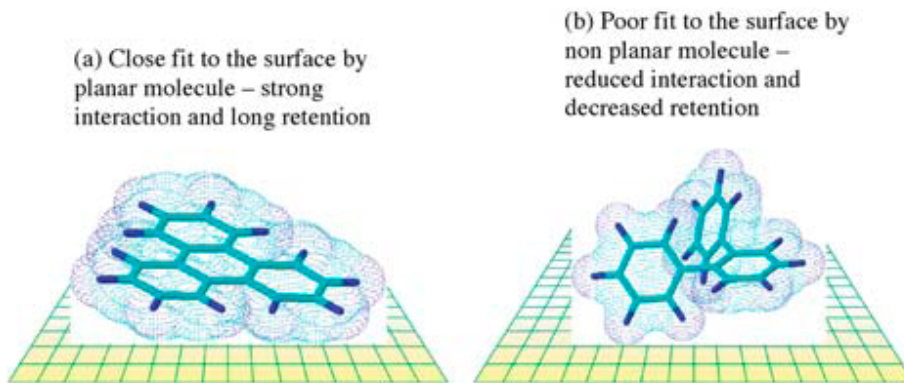 (a) Close fit to the surface by
planar molecule – strong
interaction and long retention
(b) Poor fit to the surface by
non planar molecule –
reduced interaction and
decreased retention